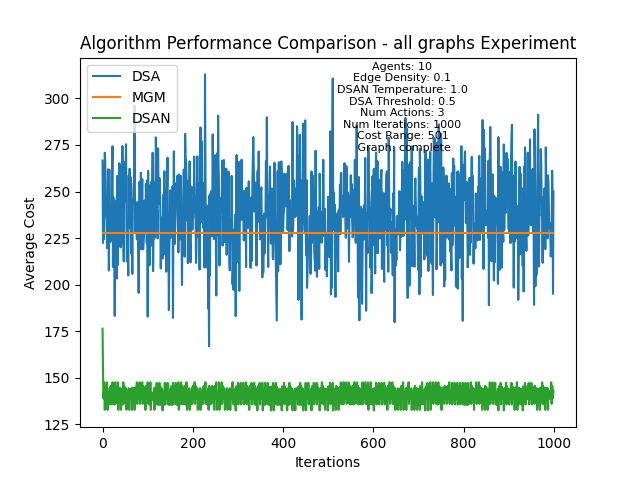 Algorithm Performance Comparison - all graphs Experiment
DSA
MGM
DSAN
Agents: 10
Edge Density: 0.1
DSAN Temperature: 1.0
DSA Threshold: 0.5
Num Actions: 3
Num Iterations: 1000
Cost Range: 501
Graph: complete
Average Cost
300
275
250
225
200
175
150
125
0
200
400
600
800
1000
Iterations